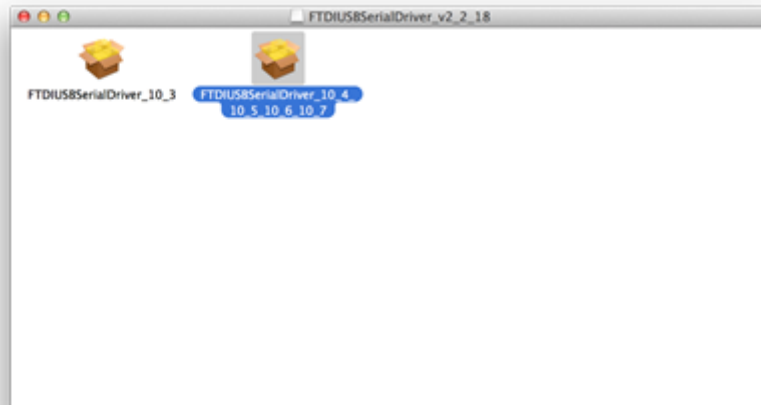 FTDIUSBSerialDriver_v2_2_18
FTDIUSBSerialDriver_10_3
FTDIUSBSerialDriver_10_4_
10_5_10_6_10_7